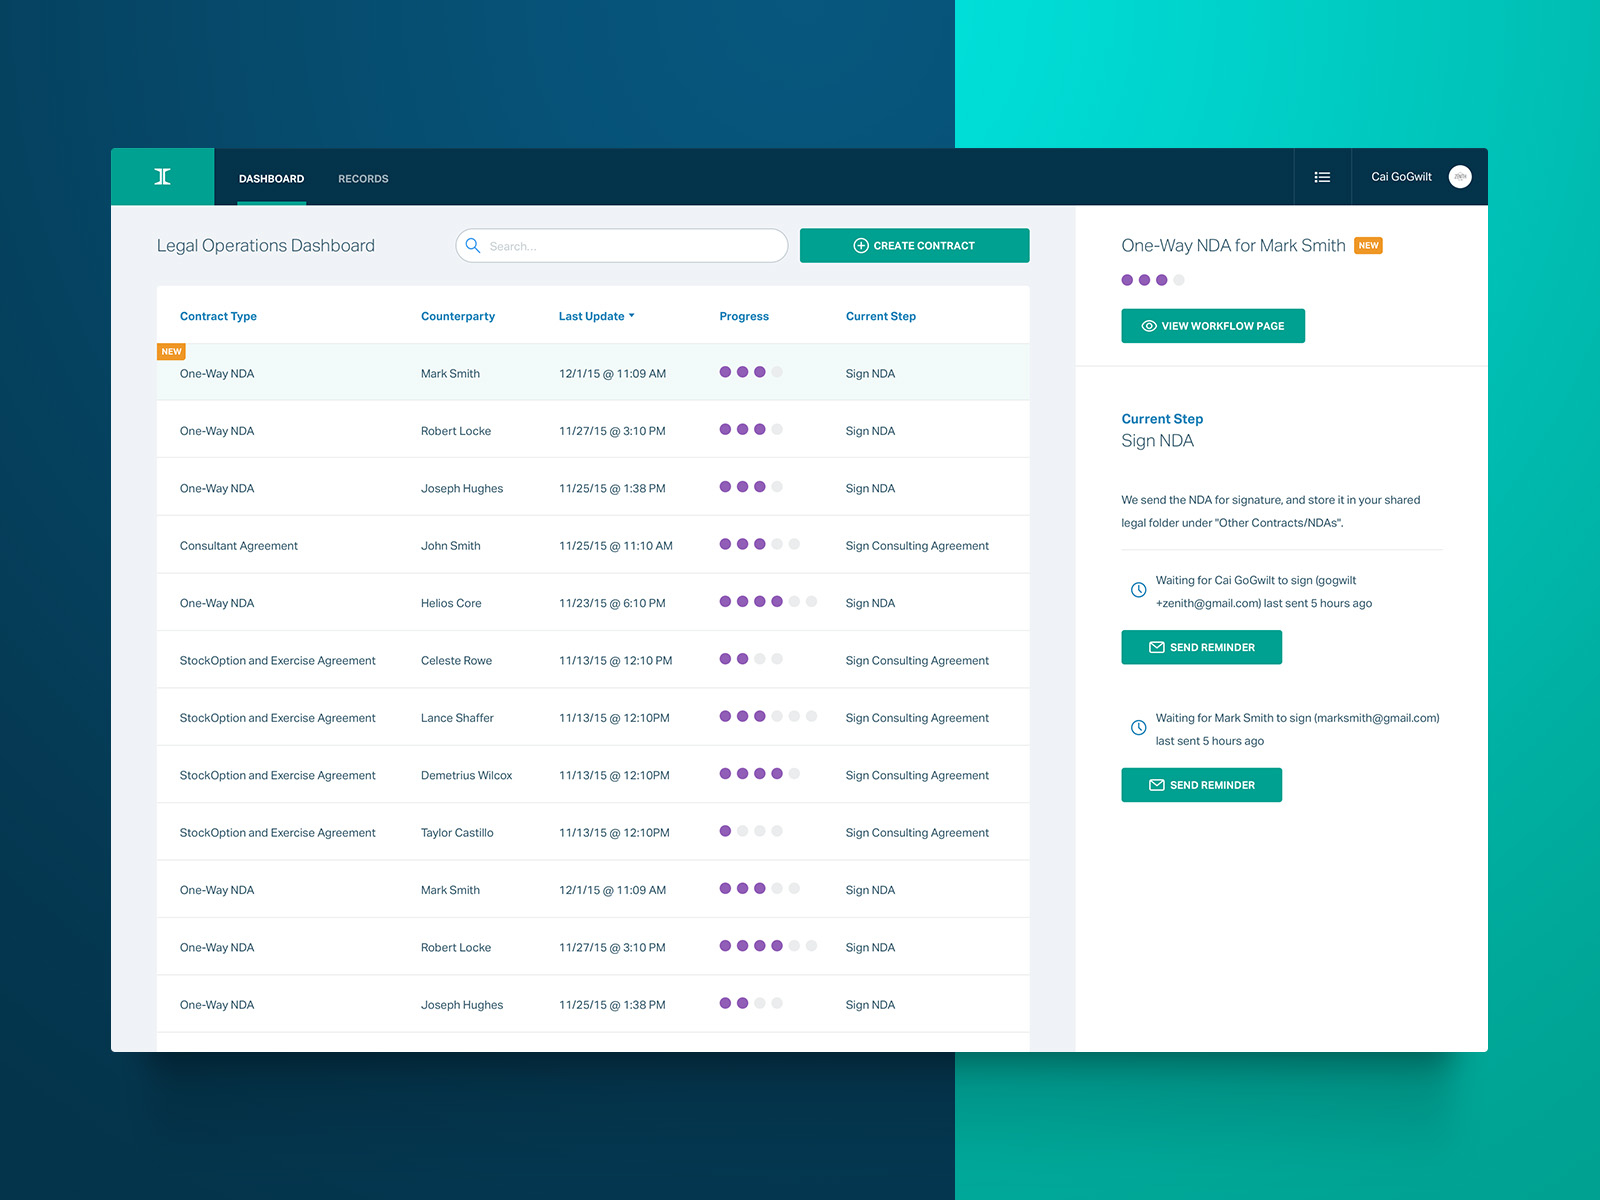 DASHBOARD
RECORDS
Cai GoGwilt
Legal Operations Dashboard
Search...
CREATE CONTRACT
Contract Type Counterparty Last Update Progress Current Step
NEW
One-Way NDA Mark Smith 12/1/15 @ 11:09 AM Sign NDA
One-Way NDA Robert Locke 11/27/15 @ 3:10 PM Sign NDA
One-Way NDA Joseph Hughes 11/25/15 @ 1:38 PM Sign NDA
Consultant Agreement John Smith 11/25/15 @ 11:10 AM Sign Consulting Agreement
One-Way NDA Helios Core 11/23/15 @ 6:10 PM Sign NDA
StockOption and Exercise Agreement Celeste Rowe 11/13/15 @ 12:10 PM Sign Consulting Agreement
StockOption and Exercise Agreement Lance Shaffer 11/13/15 @ 12:10PM Sign Consulting Agreement
StockOption and Exercise Agreement Demetrius Wilcox 11/13/15 @ 12:10PM Sign Consulting Agreement
StockOption and Exercise Agreement Taylor Castillo 11/13/15 @ 12:10PM Sign Consulting Agreement
One-Way NDA Mark Smith 12/1/15 @ 11:09 AM Sign NDA
One-Way NDA Robert Locke 11/27/15 @ 3:10 PM Sign NDA
One-Way NDA Joseph Hughes 11/25/15 @ 1:38 PM Sign NDA
One-Way NDA for Mark Smith NEW
VIEW WORKFLOW PAGE
Current Step
Sign NDA
We send the NDA for signature, and store it in your shared
legal folder under "Other Contracts/NDAs".
Waiting for Cai GoGwilt to sign (gogwilt
+zenith@gmail.com) last sent 5 hours ago
SEND REMINDER
Waiting for Mark Smith to sign (marksmith@gmail.com)
last sent 5 hours ago
SEND REMINDER